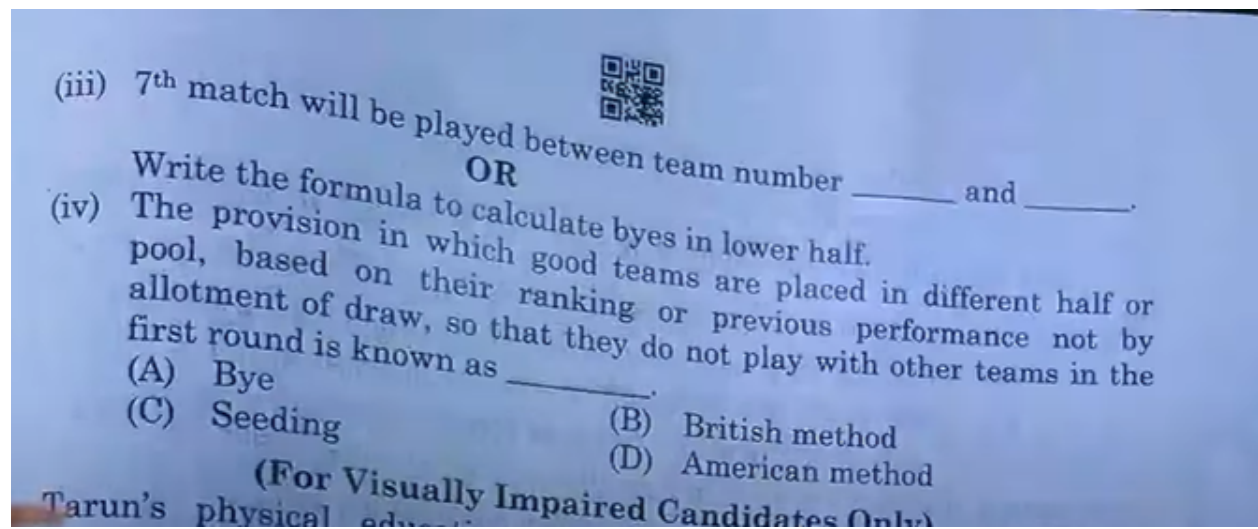 (iii) 7th match will be played between team number ______ and ______.
OR
Write the formula to calculate byes in lower half.
(iv) The provision in which good teams are placed in different half or
pool, based on their ranking or previous performance not by
allotment of draw, so that they do not play with other teams in the
first round is known as ______.
(A) Bye
(B) British method
(C) Seeding
(D) American method
(For Visually Impaired Candidates Only)
Tarun's physical